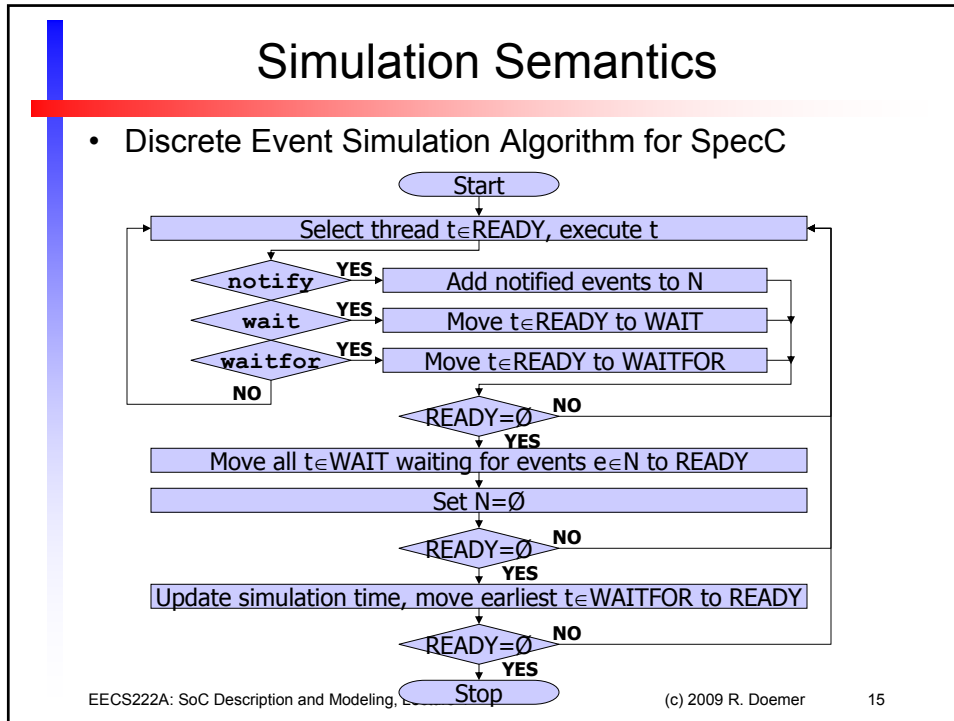 Simulation Semantics
• Discrete Event Simulation Algorithm for SpecC
Start
Select thread t∈READY, execute t
notify
YES
Add notified events to N
wait
YES
Move t∈READY to WAIT
waitfor
YES
Move t∈READY to WAITFOR
NO
READY=Ø
NO
YES
Move all t∈WAIT waiting for events e∈N to READY
Set N=Ø
READY=Ø
NO
YES
Update simulation time, move earliest t∈WAITFOR to READY
READY=Ø
NO
YES
Stop
EECS222A: SoC Description and Modeling, (c) 2009 R. Doemer 15